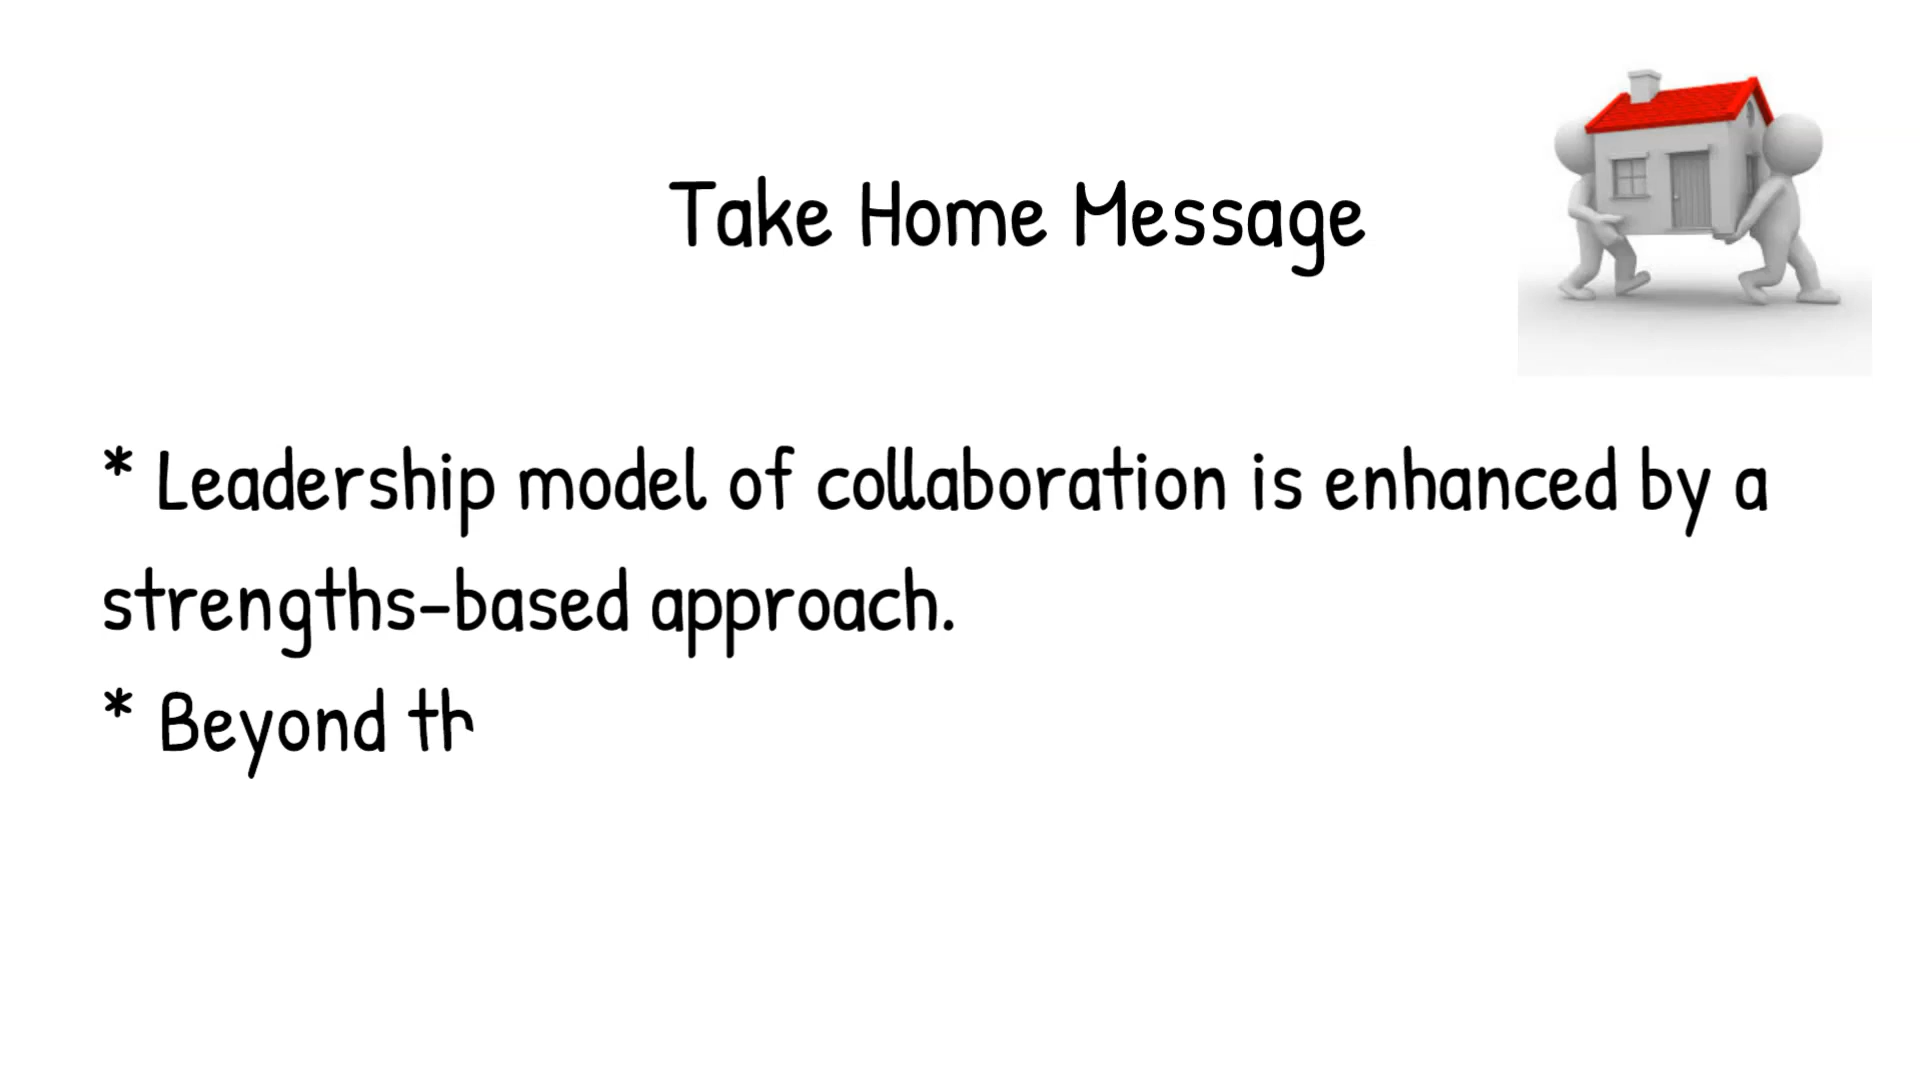 Take Home Message
* Leadership model of collaboration is enhanced by a
strengths-based approach.
* Beyond th